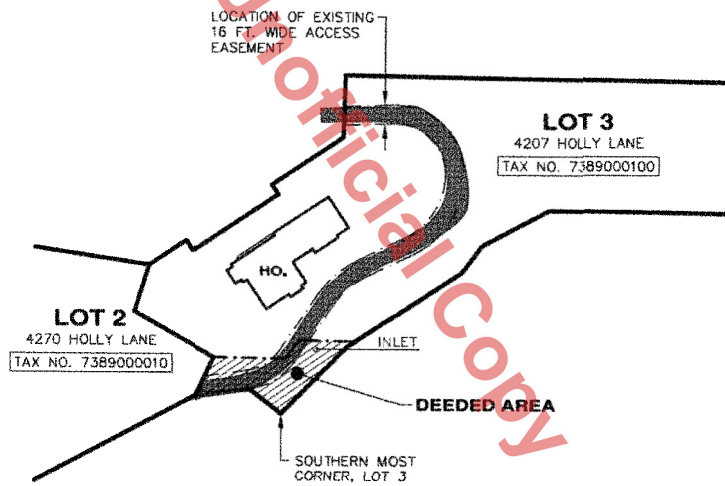 LOCATION OF EXISTING
16 FT. WIDE ACCESS
EASEMENT
LOT 3
4207 HOLLY LANE
TAX NO. 7389000100
HO.
LOT 2
4270 HOLLY LANE
TAX NO. 7389000010
INLET
DEEDED AREA
SOUTHERN MOST
CORNER, LOT 3
Unofficial Copy